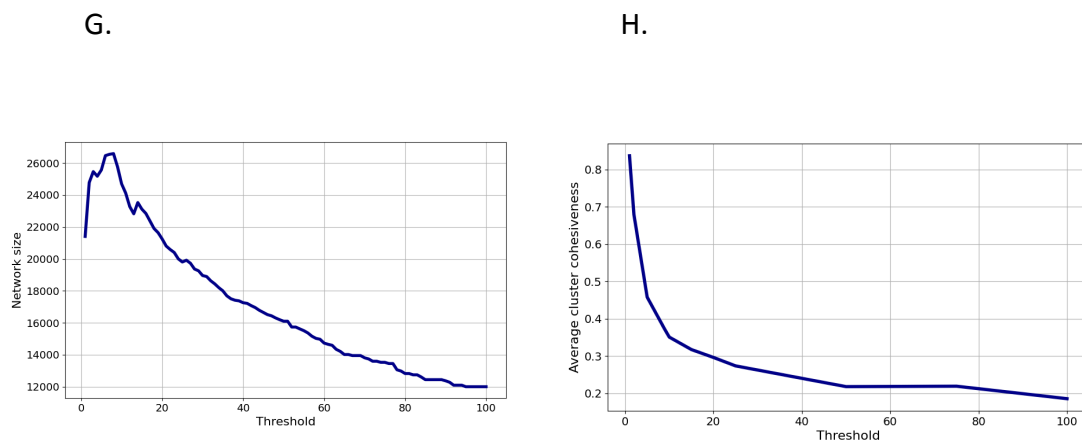 G.
H.
26000
24000
22000
20000
18000
16000
14000
12000
Network size
0 20 40 60 80 100
Threshold
0.8
0.7
0.6
0.5
0.4
0.3
0.2
Average cluster cohesiveness
0 20 40 60 80 100
Threshold